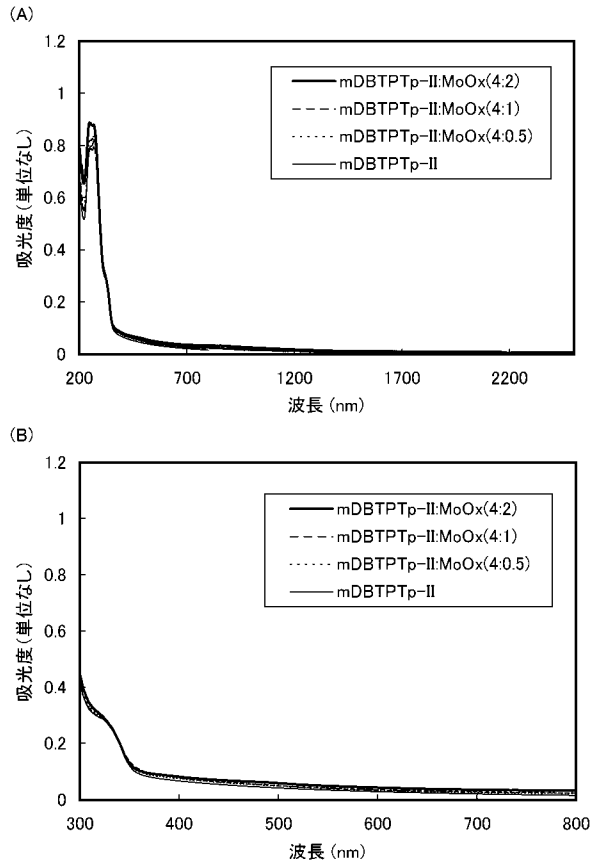 (A)
1.2
1
0.8
0.6
0.4
0.2
0
吸光度(単位なし)
mDBTPTp-II:MoOx(4:2)
mDBTPTp-II:MoOx(4:1)
mDBTPTp-II:MoOx(4:0.5)
mDBTPTp-II
200 700 1200 1700 2200
波長 (nm)
(B)
1.2
1
0.8
0.6
0.4
0.2
0
吸光度(単位なし)
mDBTPTp-II:MoOx(4:2)
mDBTPTp-II:MoOx(4:1)
mDBTPTp-II:MoOx(4:0.5)
mDBTPTp-II
300 400 500 600 700 800
波長 (nm)